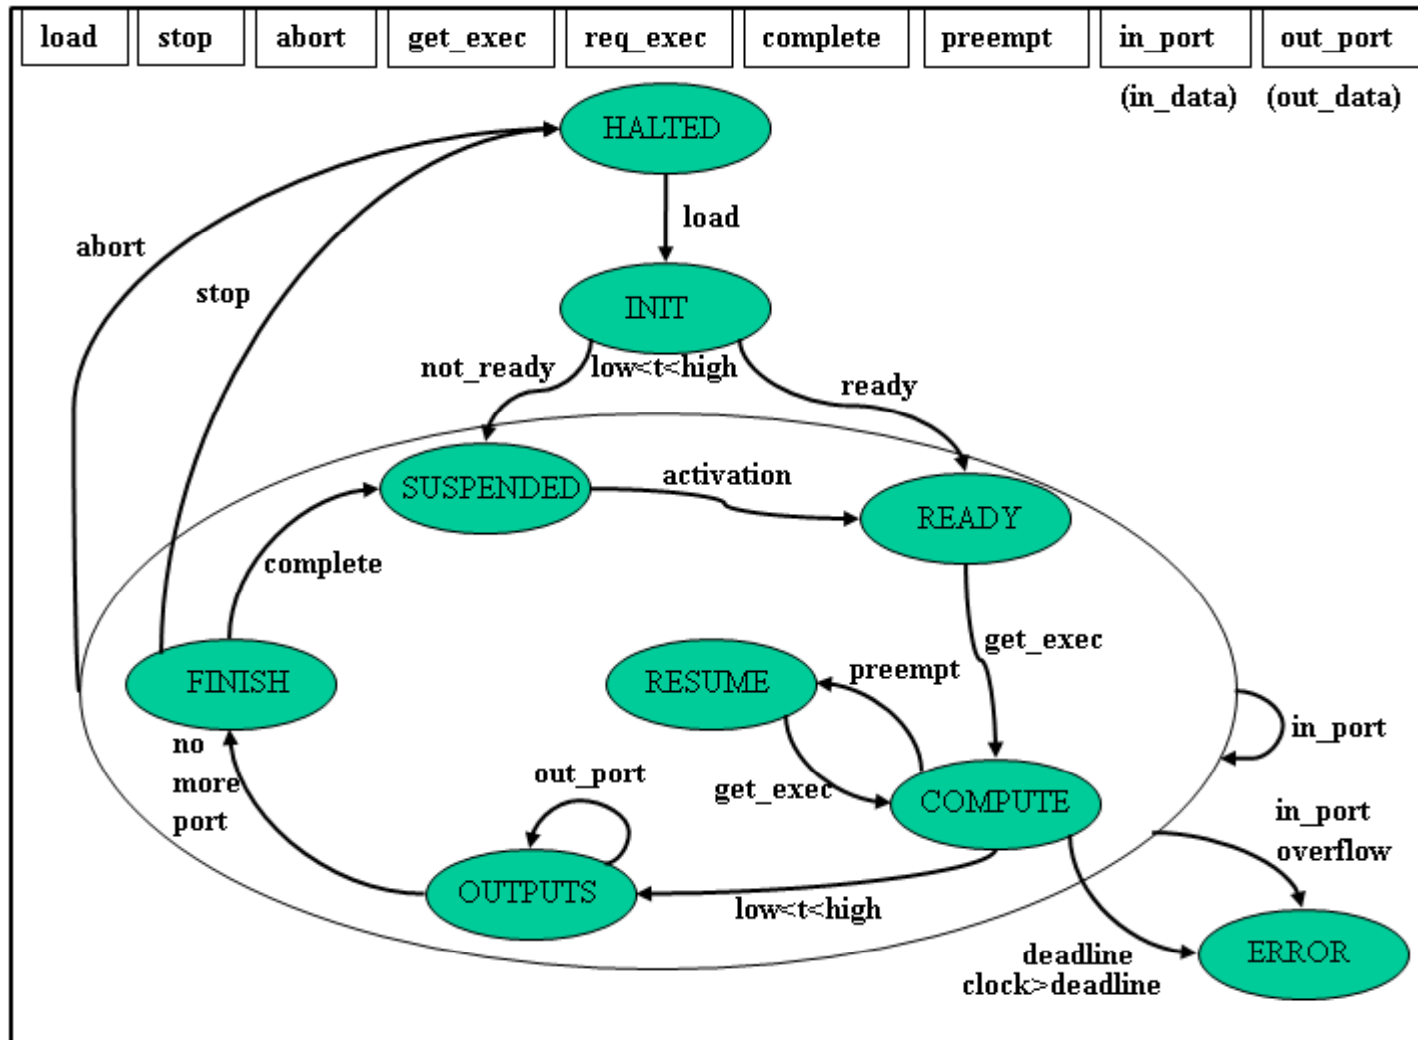 load stop abort get_exec req_exec complete preempt in_port out_port
(in_data) (out_data)
HALTED
load
abort
stop
INIT
not_ready
low<t<high
ready
SUSPENDED
activation
READY
complete
get_exec
FINISH
RESUME
preempt
in_port
no
more
port
out_port
get_exec
COMPUTE
in_port
overflow
OUTPUTS
low<t<high
deadline
clock>deadline
ERROR